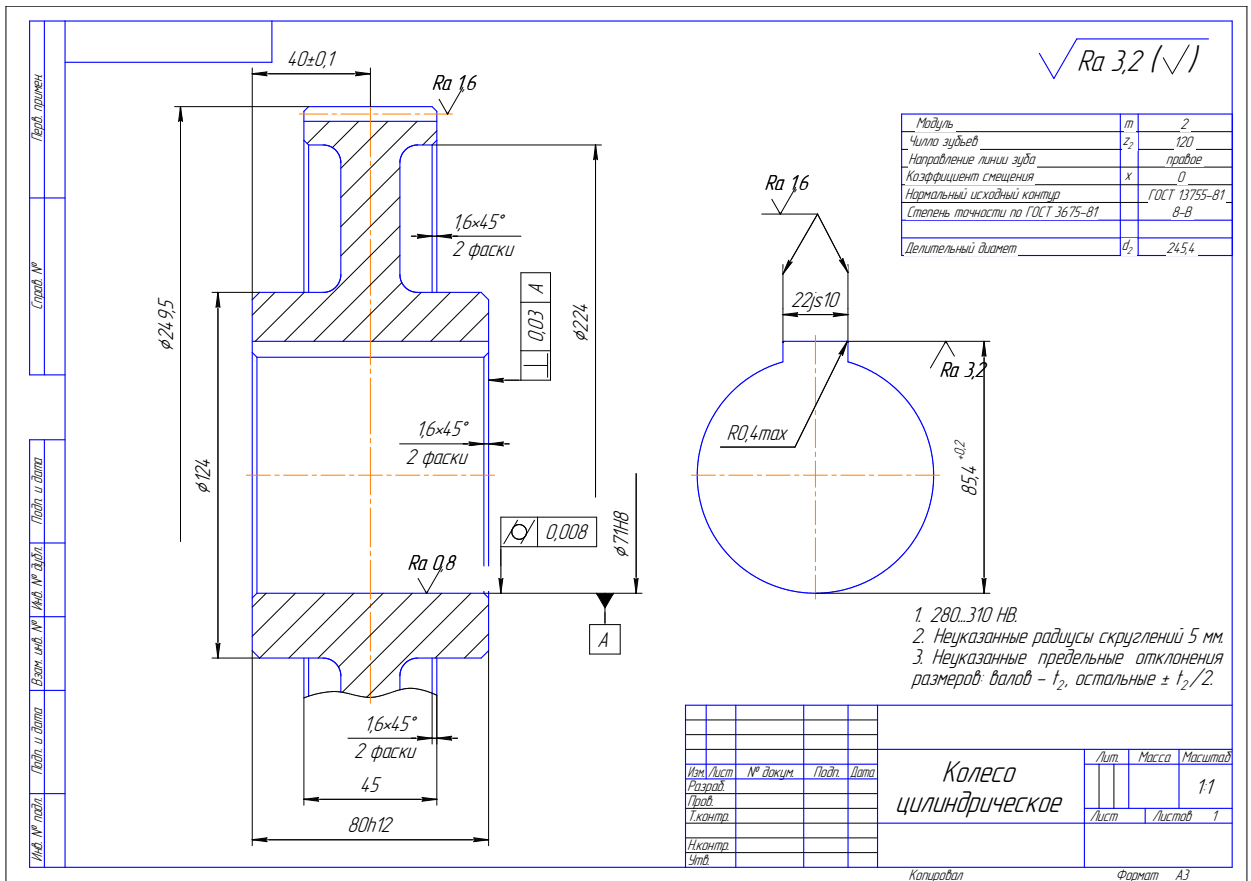 Перв. примен.
Справ. №
Подп. и дата
Инв. № дубл.
Взам. инв. №
Подп. и дата
Инв. № подл.
40±0,1
Ra 1,6
1,6×45°
2 фаски
ϕ249,5
ϕ124
0,03 A
ϕ224
1,6×45°
2 фаски
0,008
ϕ71H8
Ra 0,8
A
1,6×45°
2 фаски
45
80h12
Ra 3,2 (√)
Модуль m 2
Чилло зубьев z₂ 120
Направление линии зуба правое
Коэффициент смещения x 0
Нормальный исходный контур ГОСТ 13755-81
Степень точности по ГОСТ 3675-81 8-В
Делительный диамет d₂ 245,4
Ra 1,6
22js10
Ra 3,2
R0,4max
85,4 +0,2
1. 280...310 HB.
2. Неуказанные радиусы скруглений 5 мм.
3. Неуказанные предельные отклонения
размеров: валов - t₂, остальные ± t₂/2.
Изм. Лист № докум. Подп. Дата
Разраб.
Пров.
Т.контр.
Н.контр.
Утв.
Колесо
цилиндрическое
Лит. Масса Масштаб
1:1
Лист Листов 1
Копировал Формат А3